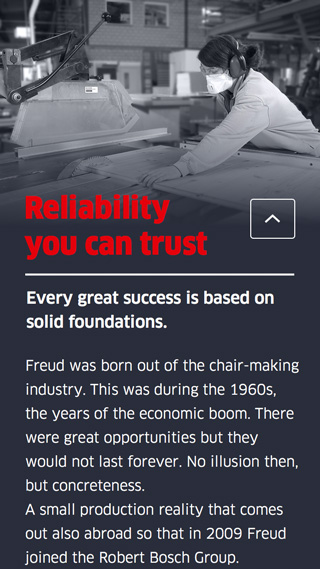 Reliability
you can trust
Every great success is based on
solid foundations.
Freud was born out of the chair-making
industry. This was during the 1960s,
the years of the economic boom. There
were great opportunities but they
would not last forever. No illusion then,
but concreteness.
A small production reality that comes
out also abroad so that in 2009 Freud
joined the Robert Bosch Group.